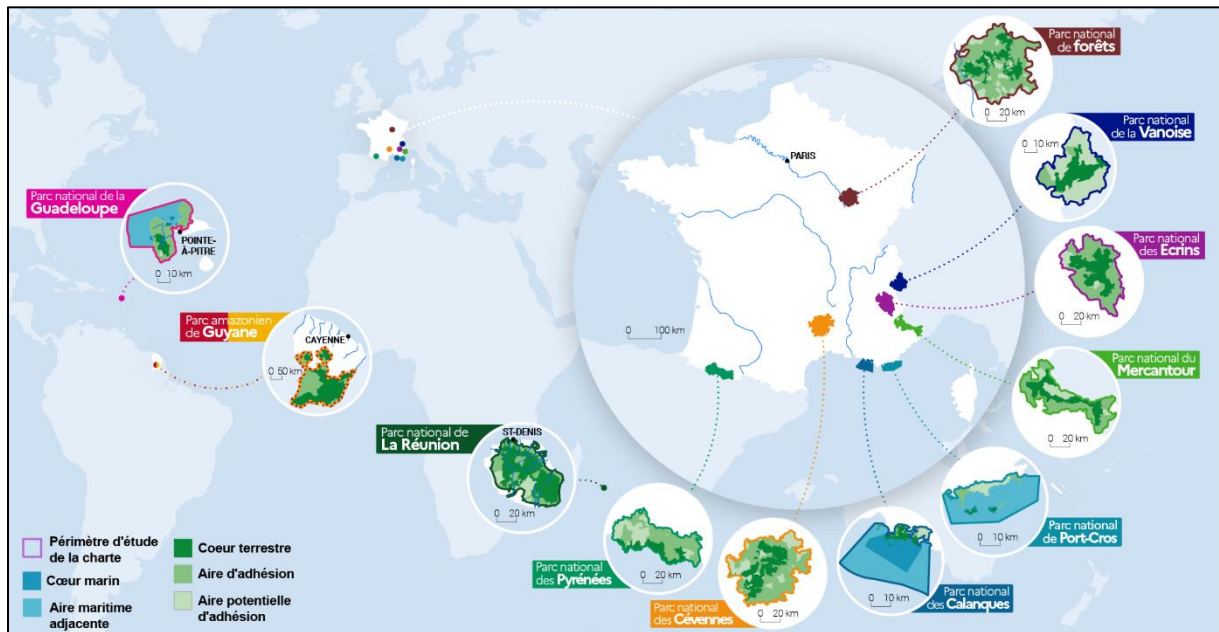 Parc national
de forêts
0 20 km
Parc national
de la Vanoise
0 10 km
PARIS
Parc national de la
Guadeloupe
POINTE-
À-PITRE
0 10 km
Parc national
des Ecrins
0 20 km
Parc amazonien
de Guyane
CAYENNE
0 50 km
0 100 km
Parc national du
Mercantour
0 20 km
Parc national de
La Réunion
ST-DENIS
0 20 km
Parc national
de Port-Cros
0 10 km
Parc national
des Pyrénées
0 20 km
Parc national
des Cévennes
0 20 km
Parc national
des Calanques
0 10 km
Périmètre d'étude
de la charte
Cœur marin
Aire maritime
adjacente
Coeur terrestre
Aire d'adhésion
Aire potentielle
d'adhésion